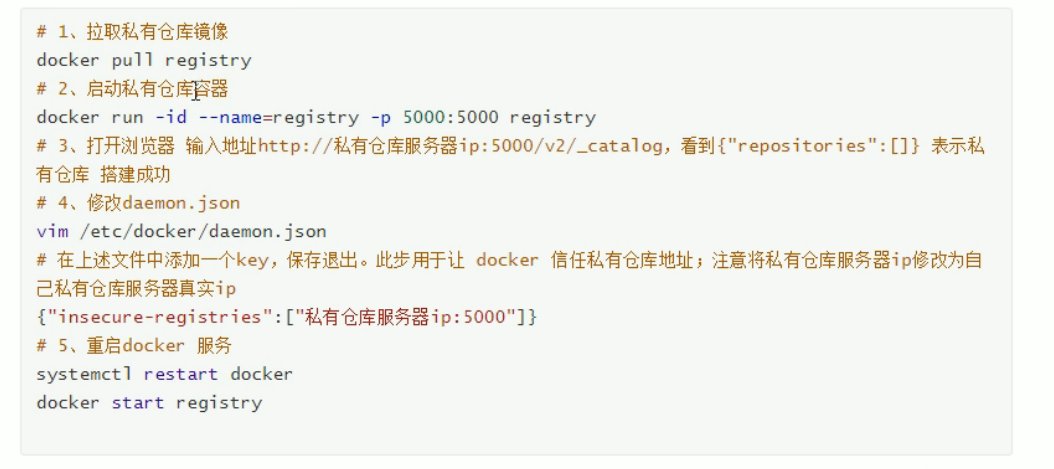 # 1、拉取私有仓库镜像
docker pull registry
# 2、启动私有仓库容器
docker run -id --name=registry -p 5000:5000 registry
# 3、打开浏览器 输入地址http://私有仓库服务器ip:5000/v2/_catalog，看到{"repositories":[]} 表示私
有仓库 搭建成功
# 4、修改daemon.json
vim /etc/docker/daemon.json
# 在上述文件中添加一个key，保存退出。此步用于让 docker 信任私有仓库地址；注意将私有仓库服务器ip修改为自
己私有仓库服务器真实ip
{"insecure-registries":["私有仓库服务器ip:5000"]}
# 5、重启docker 服务
systemctl restart docker
docker start registry